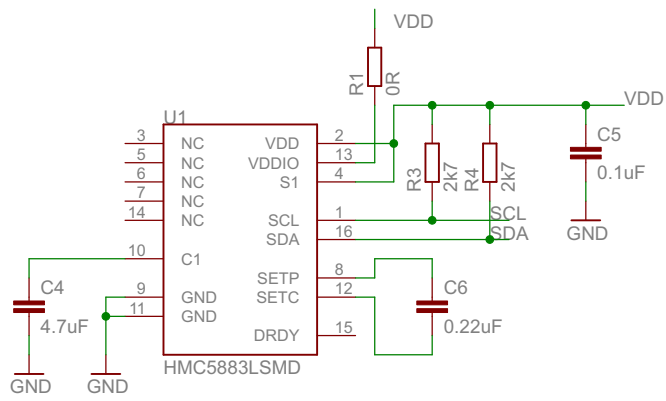 VDD
R1
0R
VDD
U1
3 NC VDD 2
5 NC VDDIO 13
6 NC S1 4
7 NC
14 NC SCL 1
SDA 16
10 C1
SETP 8
9 GND SETC 12
11 GND
DRDY 15
HMC5883LSMD
R3
2k7
R4
2k7
C5
0.1uF
GND
SCL
SDA
C4
4.7uF
C6
0.22uF
GND
GND